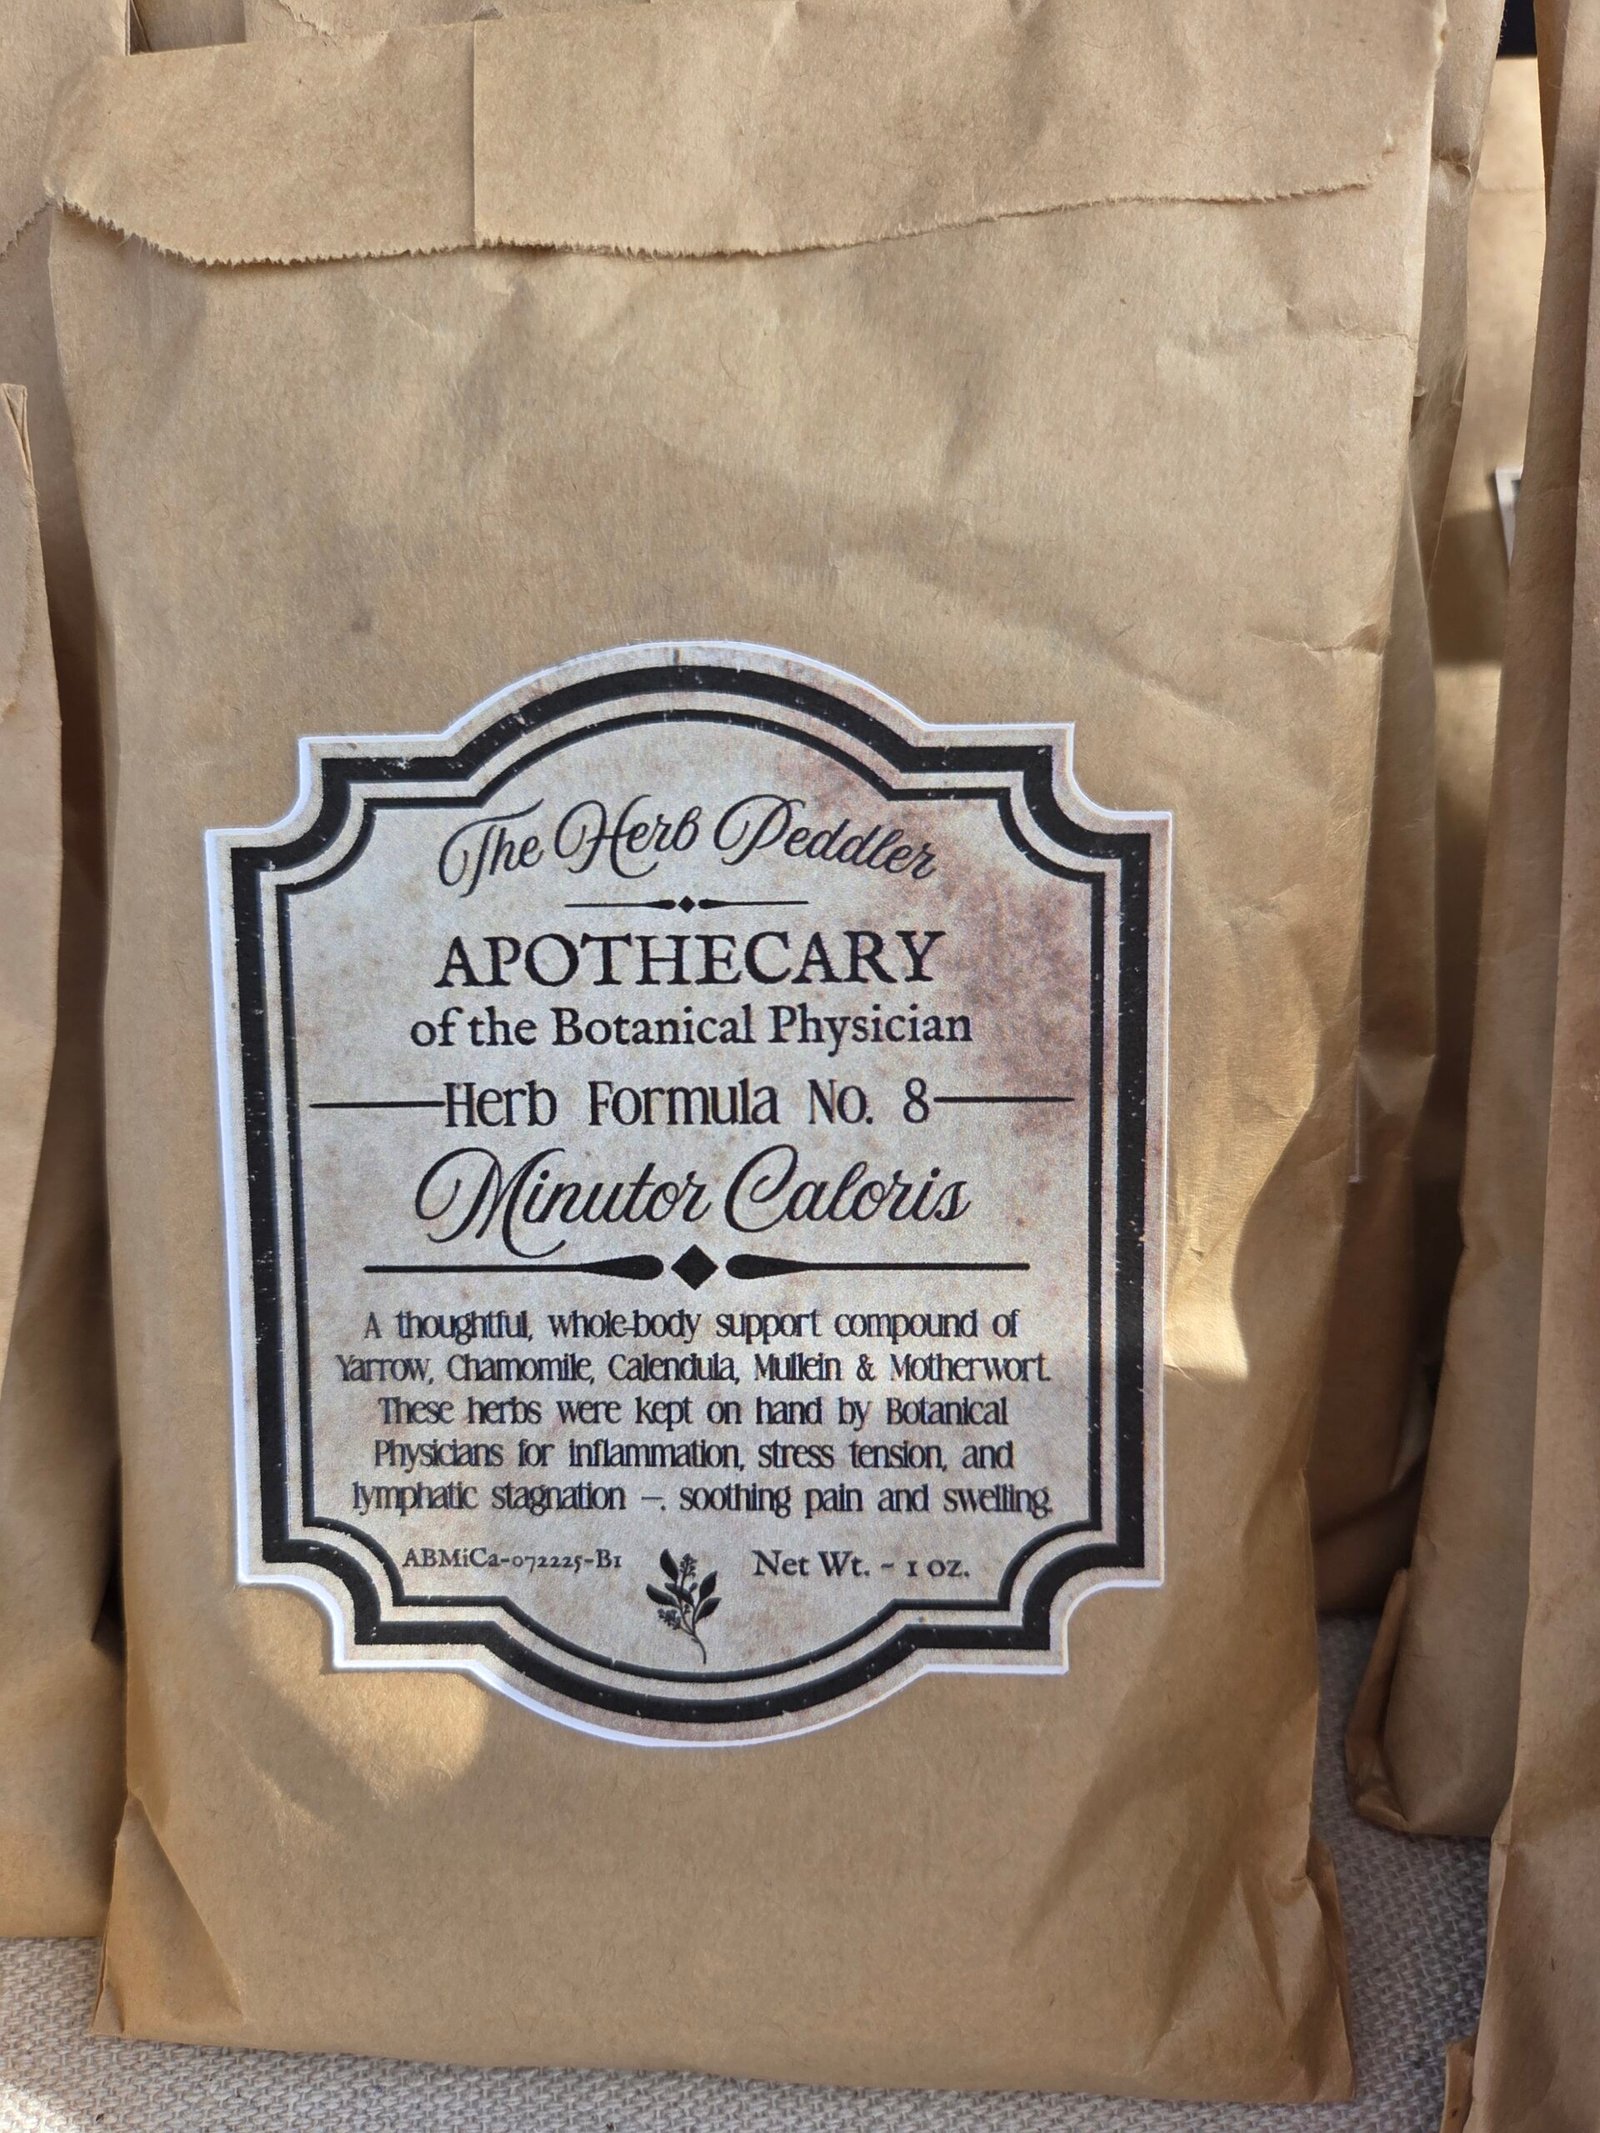 The Herb Peddler
APOTHECARY
of the Botanical Physician
Herb Formula No. 8
Minutor Caloris
A thoughtful, whole-body support compound of
Yarrow, Chamomile, Calendula, Mullein & Motherwort.
These herbs were kept on hand by Botanical
Physicians for inflammation, stress tension, and
lymphatic stagnation –. soothing pain and swelling.
ABMiCa-072225-B1
Net Wt. - 1 oz.